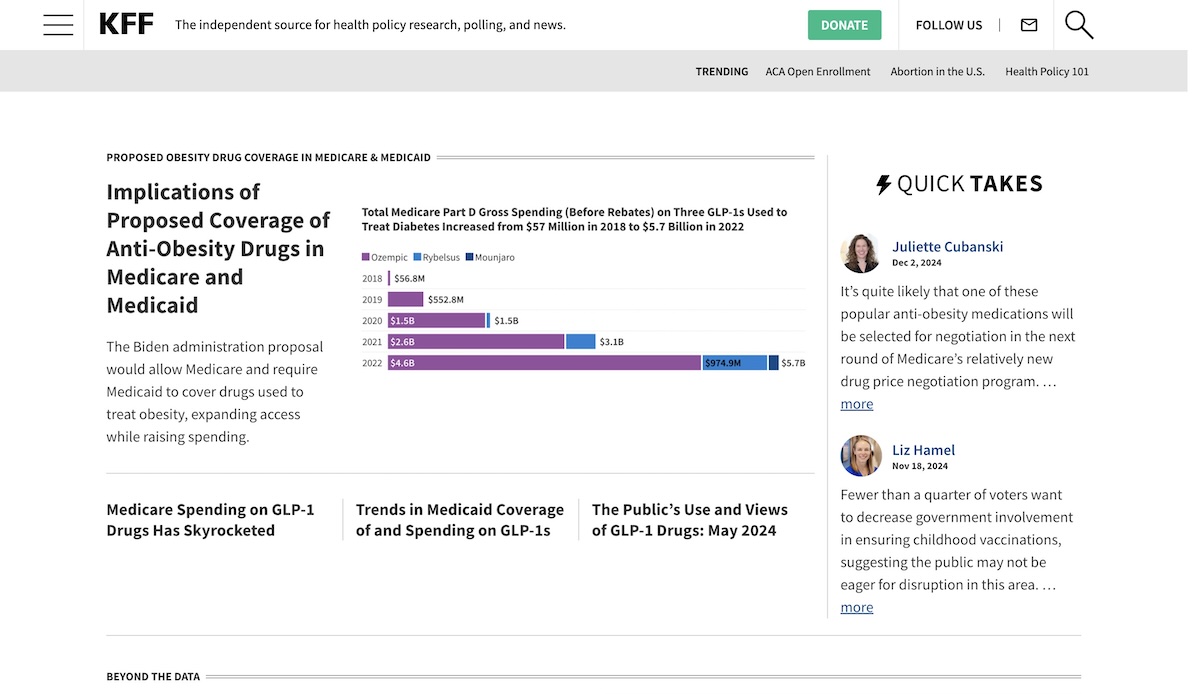 KFF
The independent source for health policy research, polling, and news.
DONATE
FOLLOW US
TRENDING ACA Open Enrollment Abortion in the U.S. Health Policy 101
PROPOSED OBESITY DRUG COVERAGE IN MEDICARE & MEDICAID
Implications of
Proposed Coverage of
Anti-Obesity Drugs in
Medicare and
Medicaid
The Biden administration proposal
would allow Medicare and require
Medicaid to cover drugs used to
treat obesity, expanding access
while raising spending.
Total Medicare Part D Gross Spending (Before Rebates) on Three GLP-1s Used to
Treat Diabetes Increased from $57 Million in 2018 to $5.7 Billion in 2022
Ozempic Rybelsus Mounjaro
2018 $56.8M
2019 $552.8M
2020 $1.5B $1.5B
2021 $2.6B $3.1B
2022 $4.6B $974.9M $5.7B
Medicare Spending on GLP-1
Drugs Has Skyrocketed
Trends in Medicaid Coverage
of and Spending on GLP-1s
The Public’s Use and Views
of GLP-1 Drugs: May 2024
QUICK TAKES
Juliette Cubanski
Dec 2, 2024
It’s quite likely that one of these
popular anti-obesity medications will
be selected for negotiation in the next
round of Medicare’s relatively new
drug price negotiation program. …
more
Liz Hamel
Nov 18, 2024
Fewer than a quarter of voters want
to decrease government involvement
in ensuring childhood vaccinations,
suggesting the public may not be
eager for disruption in this area. …
more
BEYOND THE DATA